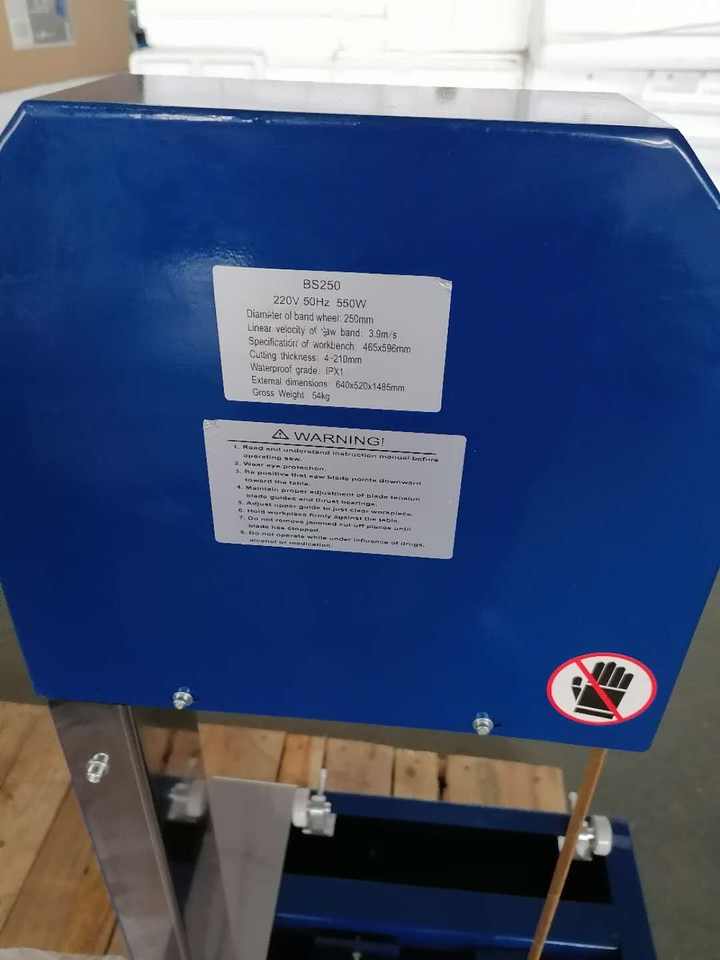 BS250
220V 50Hz 550W
Diameter of band wheel: 250mm
Linear velocity of saw band: 3.9m/s
Specification of workbench: 465x596mm
Cutting thickness: 4-210mm
Waterproof grade: IPX1
External dimensions: 640x520x1485mm
Gross Weight: 54kg
WARNING!
1. Read and understand instruction manual before
operating saw.
2. Wear eye protection.
3. Be positive that saw blade points downward
toward the table.
4. Maintain proper adjustment of blade tension
blade guides and thrust bearings.
5. Adjust upper guide to just clear workpiece.
6. Hold workpiece firmly against the table.
7. Do not remove jammed cut off pieces until
blade has stopped.
8. Do not operate while under influence of drugs,
alcohol or medication.